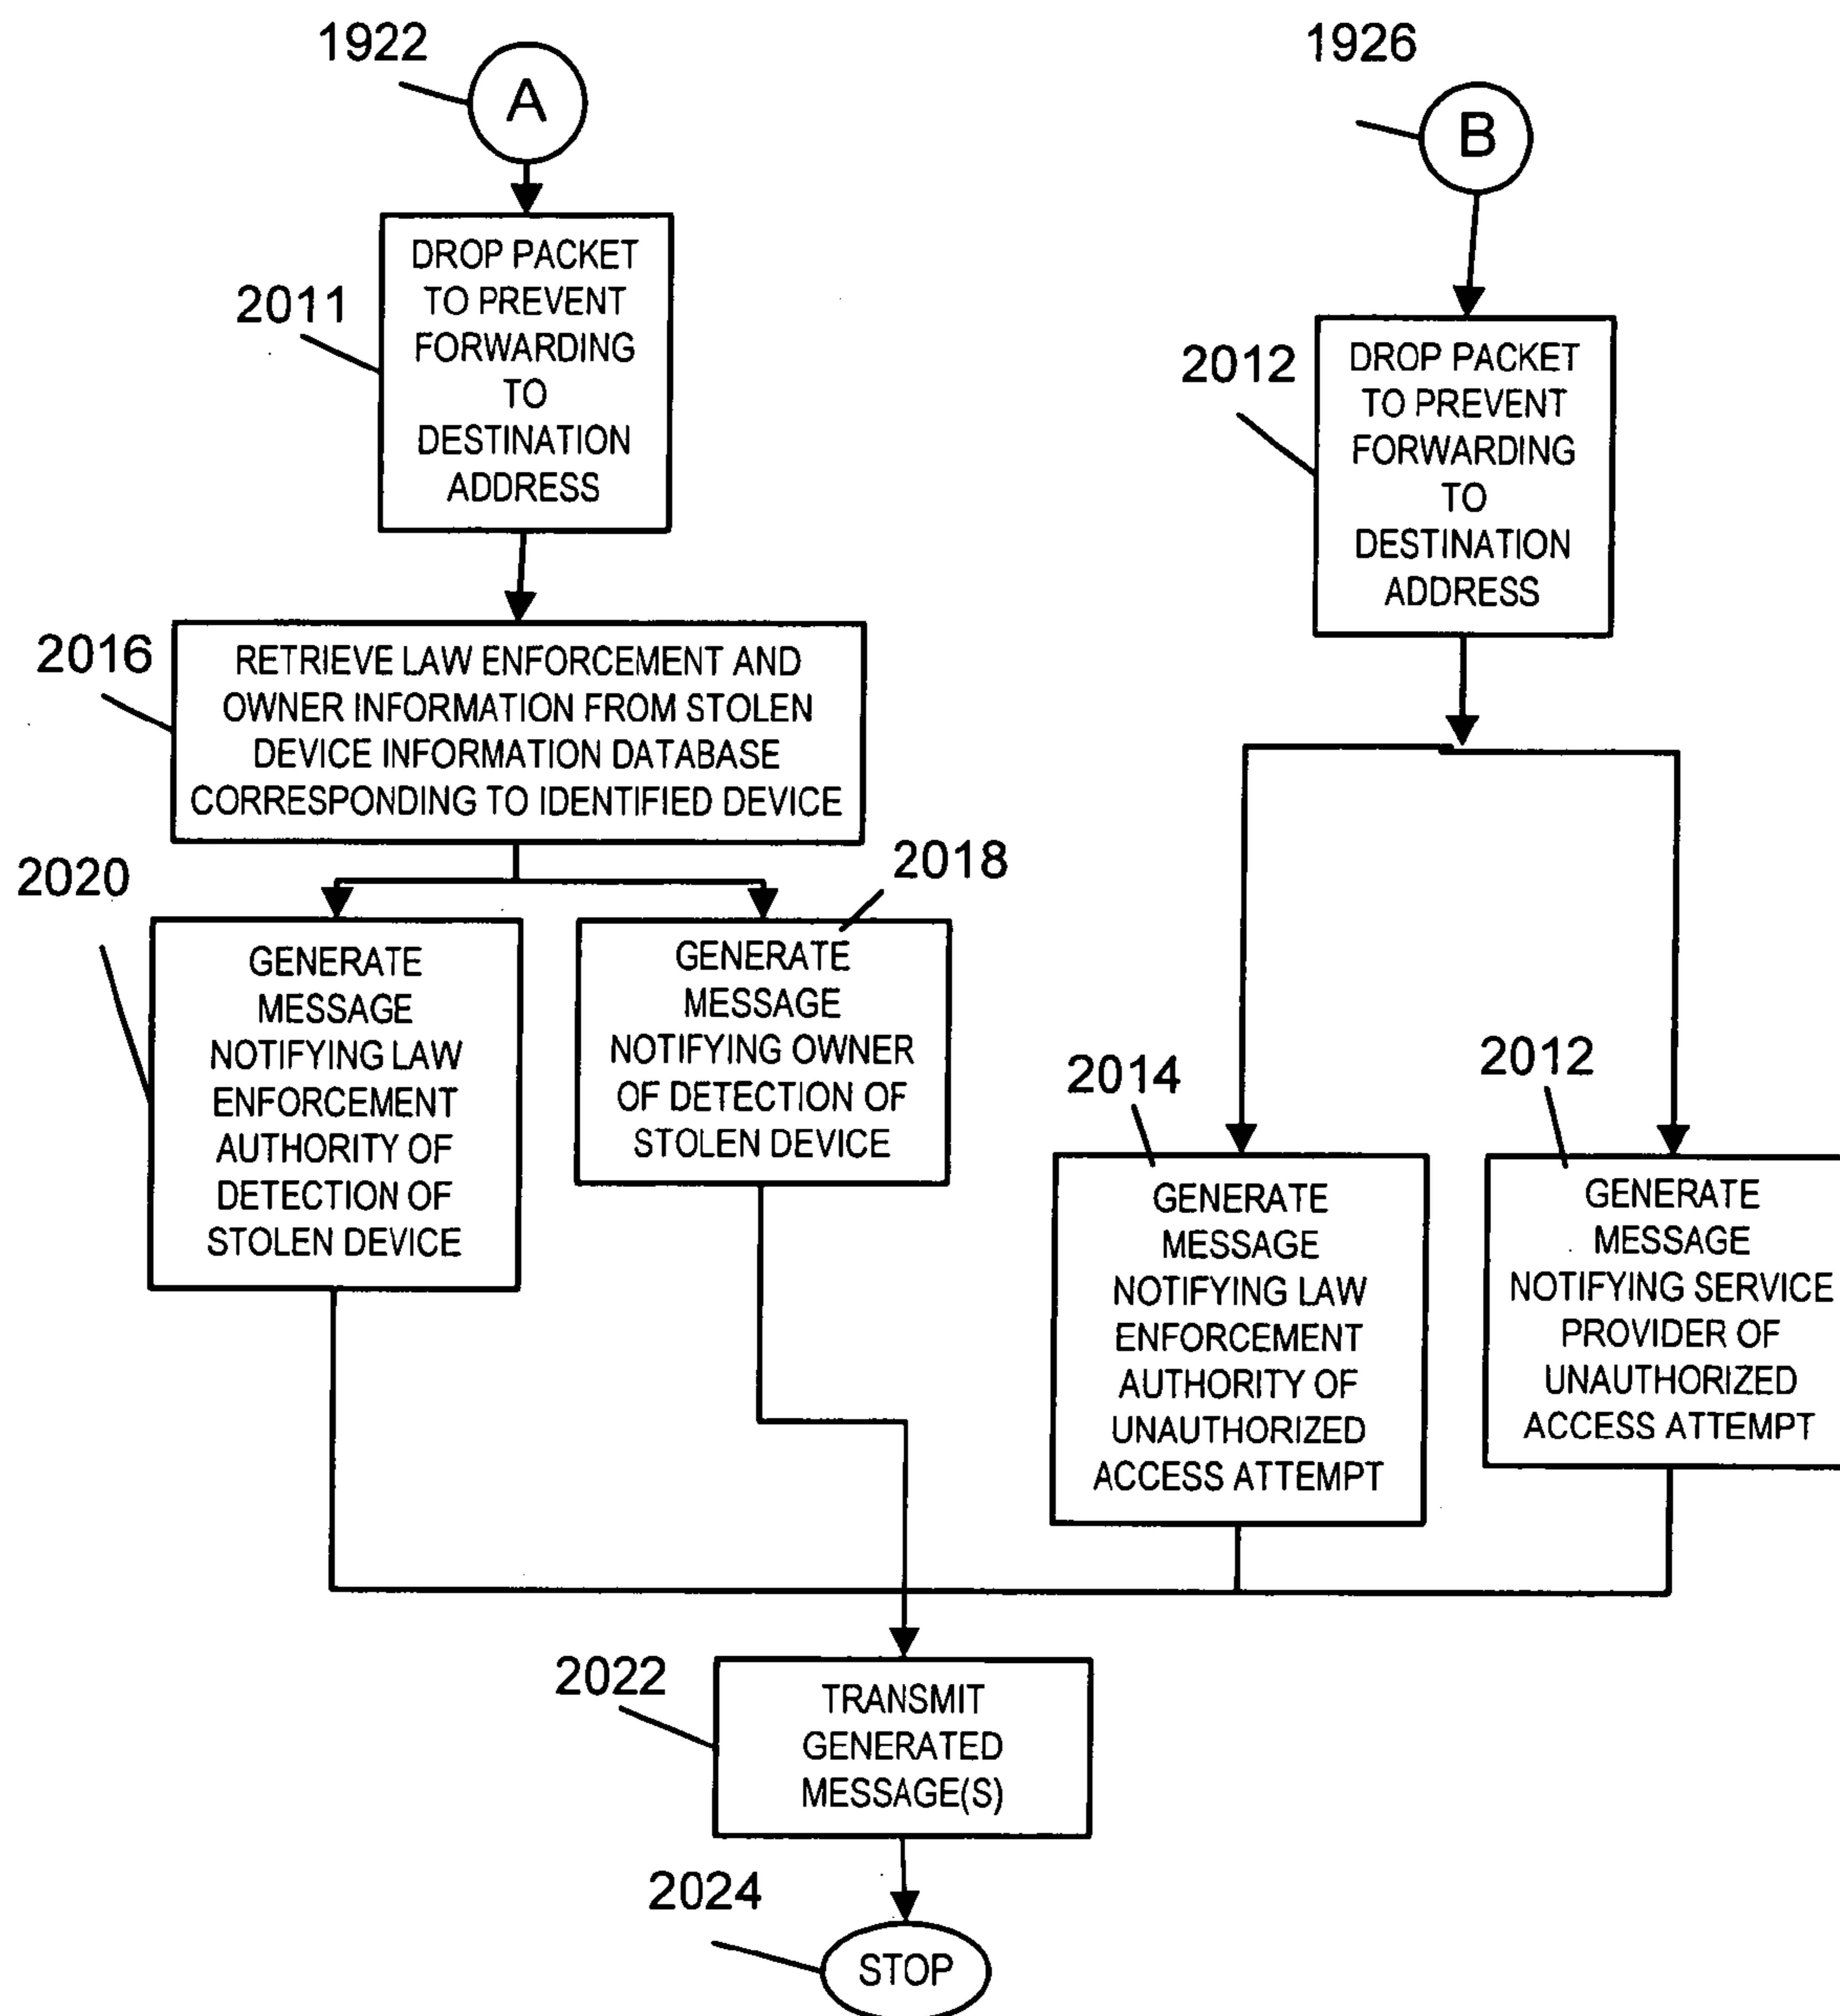 1922
A
1926
B
2011
DROP PACKET
TO PREVENT
FORWARDING
TO
DESTINATION
ADDRESS
2012
DROP PACKET
TO PREVENT
FORWARDING
TO
DESTINATION
ADDRESS
2016
RETRIEVE LAW ENFORCEMENT AND
OWNER INFORMATION FROM STOLEN
DEVICE INFORMATION DATABASE
CORRESPONDING TO IDENTIFIED DEVICE
2020
GENERATE
MESSAGE
NOTIFYING LAW
ENFORCEMENT
AUTHORITY OF
DETECTION OF
STOLEN DEVICE
2018
GENERATE
MESSAGE
NOTIFYING OWNER
OF DETECTION OF
STOLEN DEVICE
2014
GENERATE
MESSAGE
NOTIFYING LAW
ENFORCEMENT
AUTHORITY OF
UNAUTHORIZED
ACCESS ATTEMPT
2012
GENERATE
MESSAGE
NOTIFYING SERVICE
PROVIDER OF
UNAUTHORIZED
ACCESS ATTEMPT
2022
TRANSMIT
GENERATED
MESSAGE(S)
2024
STOP